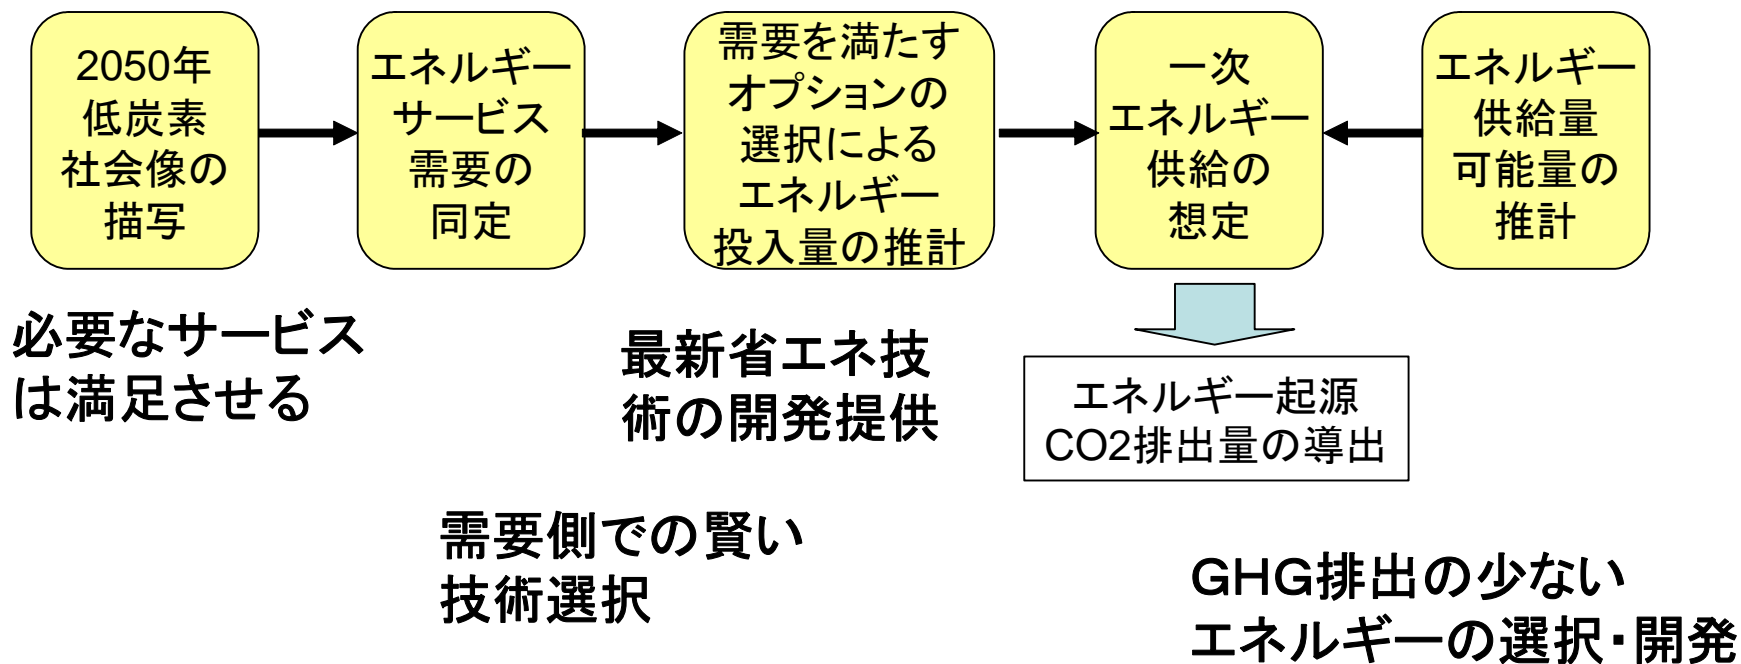 2050年
低炭素
社会像の
描写
エネルギー
サービス
需要の
同定
需要を満たす
オプションの
選択による
エネルギー
投入量の推計
一次
エネルギー
供給の
想定
エネルギー
供給量
可能量の
推計
必要なサービス
は満足させる
最新省エネ技
術の開発提供
エネルギー起源
CO2排出量の導出
需要側での賢い
技術選択
GHG排出の少ない
エネルギーの選択・開発